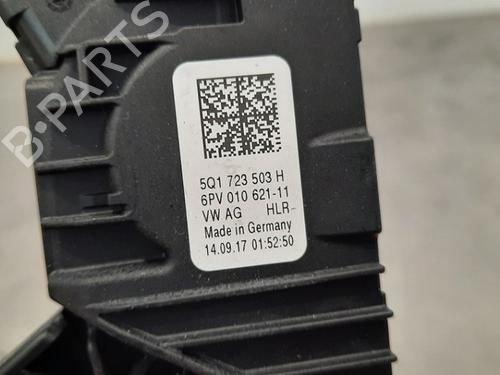 B-PARTS
5Q1 723 503 H
6PV 010 621-11
VW AG HLR-
Made in Germany
14.09.17 01:52:50